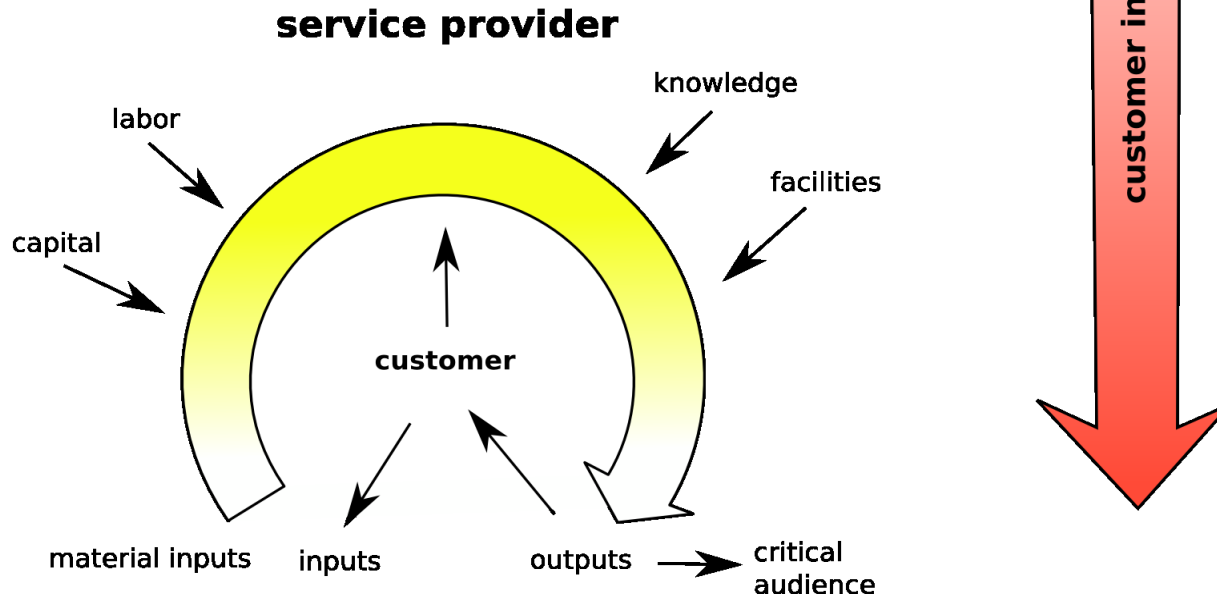 service provider
knowledge
labor
facilities
capital
customer
material inputs
inputs
outputs
critical
audience
customer in